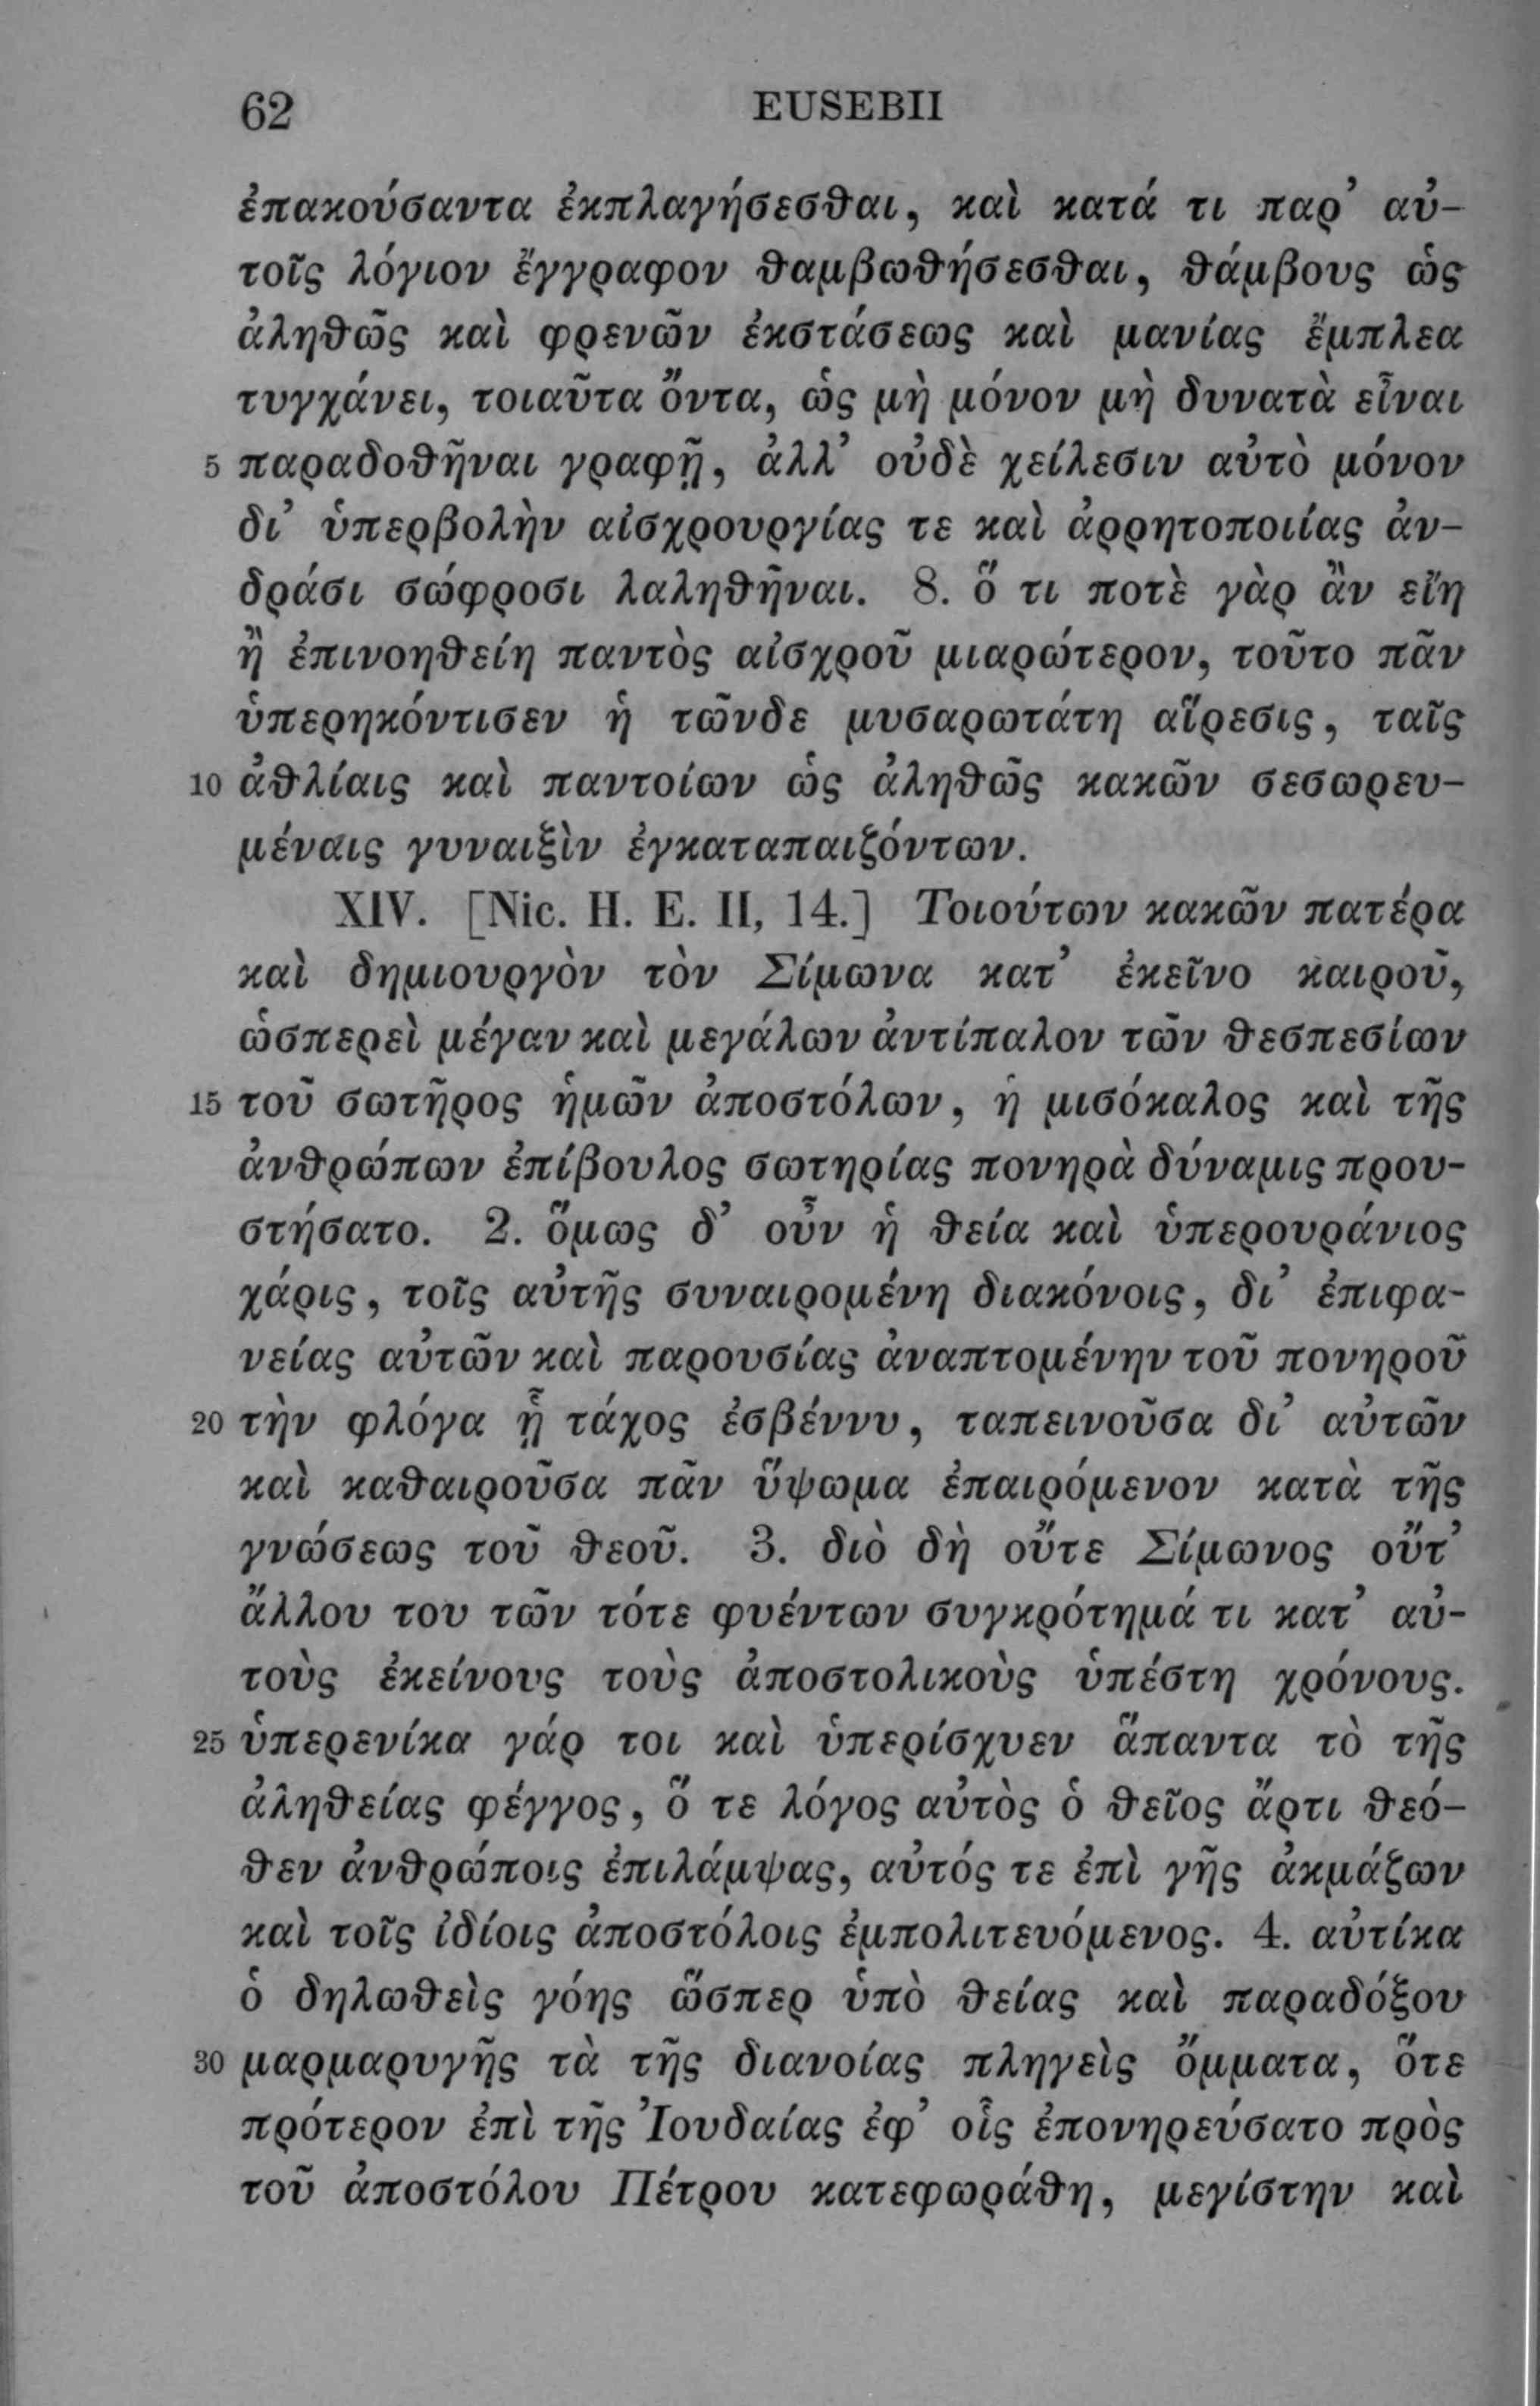 62 EUSEBII
ἐπακούσαντα ἐκπλαγήσεσθαι, καὶ κατά τι παρ’ αὐ-
τοῖς λόγιον ἔγγραφον θαμβωθήσεσθαι, θάμβους ὡς
ἀληθῶς καὶ φρενῶν ἐκστάσεως καὶ μανίας ἔμπλεα
τυγχάνει, τοιαῦτα ὄντα, ὡς μὴ μόνον μὴ δυνατὰ εἶναι
5 παραδοθῆναι γραφῇ, ἀλλ’ οὐδὲ χείλεσιν αὐτὸ μόνον
δι’ ὑπερβολὴν αἰσχρουργίας τε καὶ ἀρρητοποιίας ἀν-
δράσι σώφροσι λαληθῆναι. 8. ὅ τι ποτὲ γὰρ ἂν εἴη
ἢ ἐπινοηθείη παντὸς αἰσχροῦ μιαρώτερον, τοῦτο πᾶν
ὑπερηκόντισεν ἡ τῶνδε μυσαρωτάτη αἵρεσις, ταῖς
10 ἀθλίαις καὶ παντοίων ὡς ἀληθῶς κακῶν σεσωρευ-
μέναις γυναιξὶν ἐγκαταπαιζόντων.
XIV. [Nic. H. E. II, 14.] Τοιούτων κακῶν πατέρα
καὶ δημιουργὸν τὸν Σίμωνα κατ’ ἐκεῖνο καιροῦ,
ὡσπερεὶ μέγαν καὶ μεγάλων ἀντίπαλον τῶν θεσπεσίων
15 τοῦ σωτῆρος ἡμῶν ἀποστόλων, ἡ μισόκαλος καὶ τῆς
ἀνθρώπων ἐπίβουλος σωτηρίας πονηρὰ δύναμις πρου-
στήσατο. 2. ὅμως δ’ οὖν ἡ θεία καὶ ὑπερουράνιος
χάρις, τοῖς αὐτῆς συναιρομένη διακόνοις, δι’ ἐπιφα-
νείας αὐτῶν καὶ παρουσίας ἀναπτομένην τοῦ πονηροῦ
20 τὴν φλόγα ᾗ τάχος ἐσβέννυ, ταπεινοῦσα δι’ αὐτῶν
καὶ καθαιροῦσα πᾶν ὕψωμα ἐπαιρόμενον κατὰ τῆς
γνώσεως τοῦ θεοῦ. 3. διὸ δὴ οὔτε Σίμωνος οὔτ’
ἄλλου του τῶν τότε φυέντων συγκρότημά τι κατ’ αὐ-
τοὺς ἐκείνους τοὺς ἀποστολικοὺς ὑπέστη χρόνους.
25 ὑπερενίκα γάρ τοι καὶ ὑπερίσχυεν ἅπαντα τὸ τῆς
ἀληθείας φέγγος, ὅ τε λόγος αὐτὸς ὁ θεῖος ἄρτι θεό-
θεν ἀνθρώποις ἐπιλάμψας, αὐτός τε ἐπὶ γῆς ἀκμάζων
καὶ τοῖς ἰδίοις ἀποστόλοις ἐμπολιτευόμενος. 4. αὐτίκα
ὁ δηλωθεὶς γόης ὥσπερ ὑπὸ θείας καὶ παραδόξου
30 μαρμαρυγῆς τὰ τῆς διανοίας πληγεὶς ὄμματα, ὅτε
πρότερον ἐπὶ τῆς Ἰουδαίας ἐφ’ οἷς ἐπονηρεύσατο πρὸς
τοῦ ἀποστόλου Πέτρου κατεφωράθη, μεγίστην καὶ